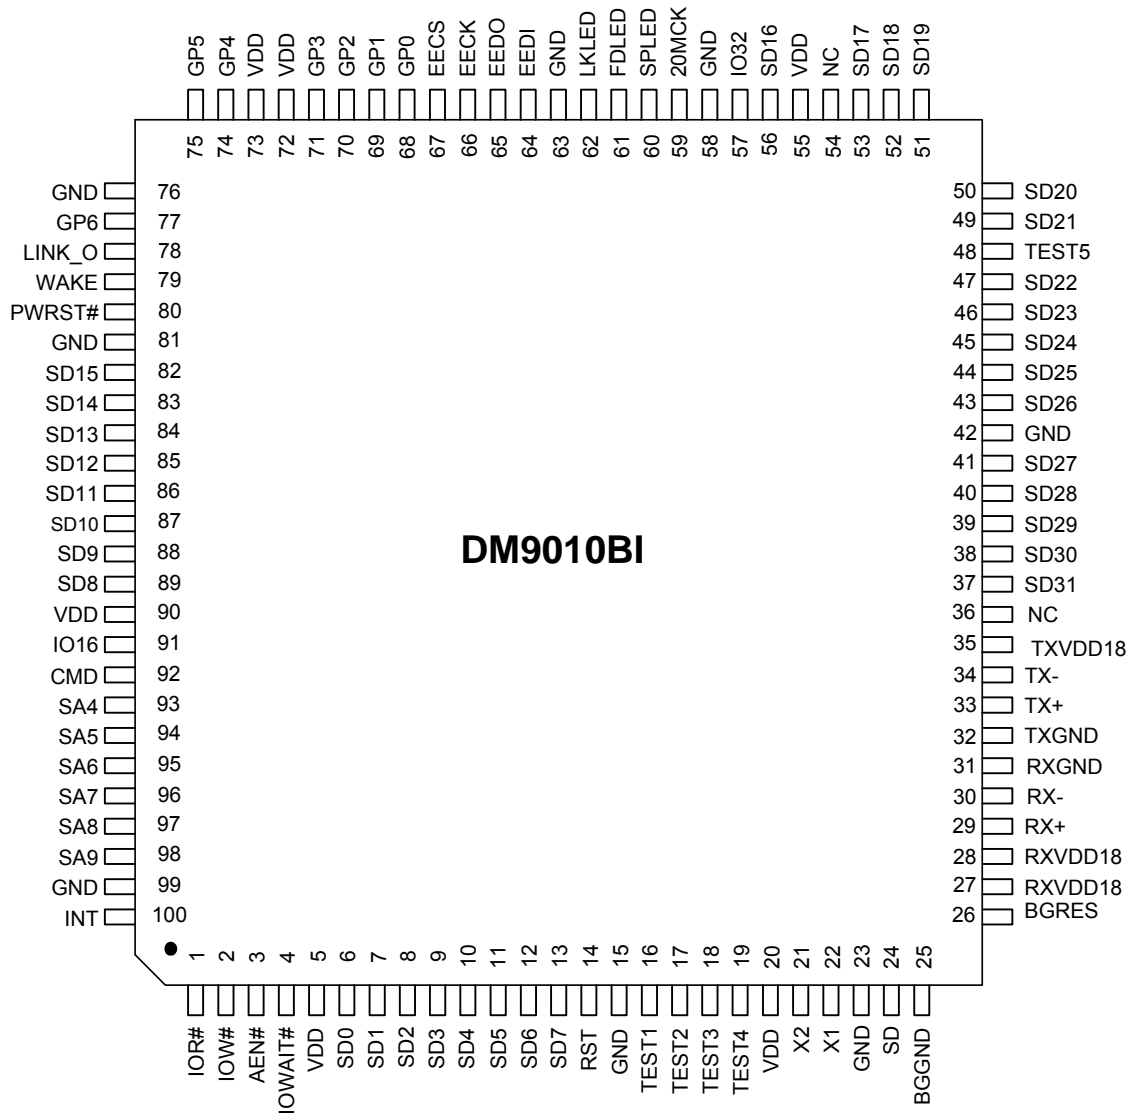 GP5 GP4 VDD VDD GP3 GP2 GP1 GP0 EECS EECK EEDO EEDI GND LKLED FDLED SPLED 20MCK GND IO32 SD16 VDD NC SD17 SD18 SD19
75 74 73 72 71 70 69 68 67 66 65 64 63 62 61 60 59 58 57 56 55 54 53 52 51
GND 76 50 SD20
GP6 77 49 SD21
LINK_O 78 48 TEST5
WAKE 79 47 SD22
PWRST# 80 46 SD23
GND 81 45 SD24
SD15 82 44 SD25
SD14 83 43 SD26
SD13 84 42 GND
SD12 85 41 SD27
SD11 86 40 SD28
SD10 87 39 SD29
DM9010BI
SD9 88 38 SD30
SD8 89 37 SD31
VDD 90 36 NC
IO16 91 35 TXVDD18
CMD 92 34 TX-
SA4 93 33 TX+
SA5 94 32 TXGND
SA6 95 31 RXGND
SA7 96 30 RX-
SA8 97 29 RX+
SA9 98 28 RXVDD18
GND 99 27 RXVDD18
INT 100 26 BGRES
1 2 3 4 5 6 7 8 9 10 11 12 13 14 15 16 17 18 19 20 21 22 23 24 25
IOR# IOW# AEN# IOWAIT# VDD SD0 SD1 SD2 SD3 SD4 SD5 SD6 SD7 RST GND TEST1 TEST2 TEST3 TEST4 VDD X2 X1 GND SD BGGND